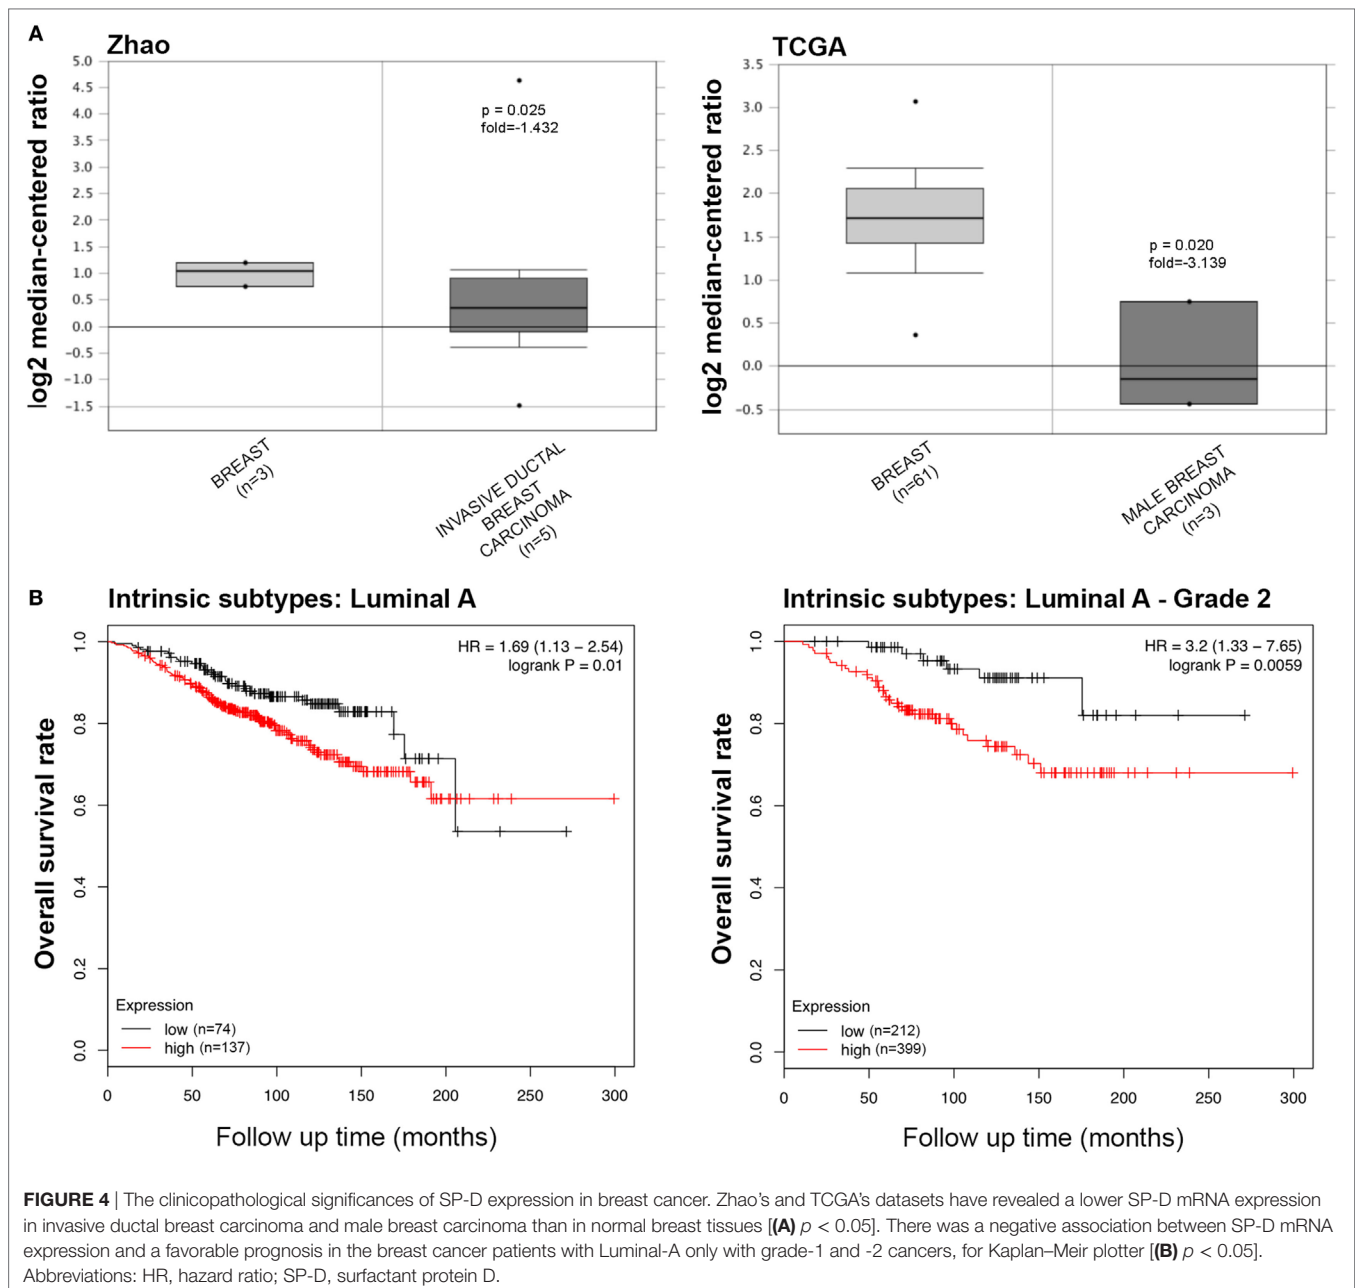 A
Zhao
log2 median-centered ratio
5.0
4.5
4.0
3.5
3.0
2.5
2.0
1.5
1.0
0.5
0.0
−0.5
−1.0
−1.5
p = 0.025
fold=-1.432
BREAST
(n=3)
INVASIVE DUCTAL
BREAST
CARCINOMA
(n=5)
TCGA
log2 median-centered ratio
3.5
3.0
2.5
2.0
1.5
1.0
0.5
0.0
−0.5
p = 0.020
fold=-3.139
BREAST
(n=61)
MALE BREAST
CARCINOMA
(n=3)
B
Intrinsic subtypes: Luminal A
HR = 1.69 (1.13 – 2.54)
logrank P = 0.01
Overall survival rate
1.0
0.8
0.6
0.4
0.2
0.0
Expression
low (n=74)
high (n=137)
0 50 100 150 200 250 300
Follow up time (months)
Intrinsic subtypes: Luminal A - Grade 2
HR = 3.2 (1.33 – 7.65)
logrank P = 0.0059
Overall survival rate
1.0
0.8
0.6
0.4
0.2
0.0
Expression
low (n=212)
high (n=399)
0 50 100 150 200 250 300
Follow up time (months)
FIGURE 4 | The clinicopathological significances of SP-D expression in breast cancer. Zhao’s and TCGA’s datasets have revealed a lower SP-D mRNA expression
in invasive ductal breast carcinoma and male breast carcinoma than in normal breast tissues [(A) p < 0.05]. There was a negative association between SP-D mRNA
expression and a favorable prognosis in the breast cancer patients with Luminal-A only with grade-1 and -2 cancers, for Kaplan–Meir plotter [(B) p < 0.05].
Abbreviations: HR, hazard ratio; SP-D, surfactant protein D.